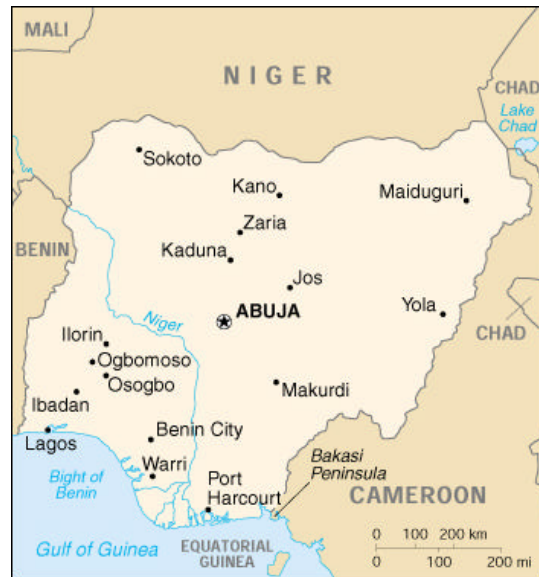 MALI
NIGER
CHAD
Lake
Chad
Sokoto
Kano
Maiduguri
Zaria
BENIN
Kaduna
Jos
Niger
ABUJA
Yola
CHAD
Ilorin
Ogbomoso
Osogbo
Ibadan
Makurdi
Lagos
Benin City
Bight of
Benin
Warri
Port
Harcourt
Bakasi
Peninsula
CAMEROON
Gulf of Guinea
EQUATORIAL
GUINEA
0 100 200 km
0 100 200 mi